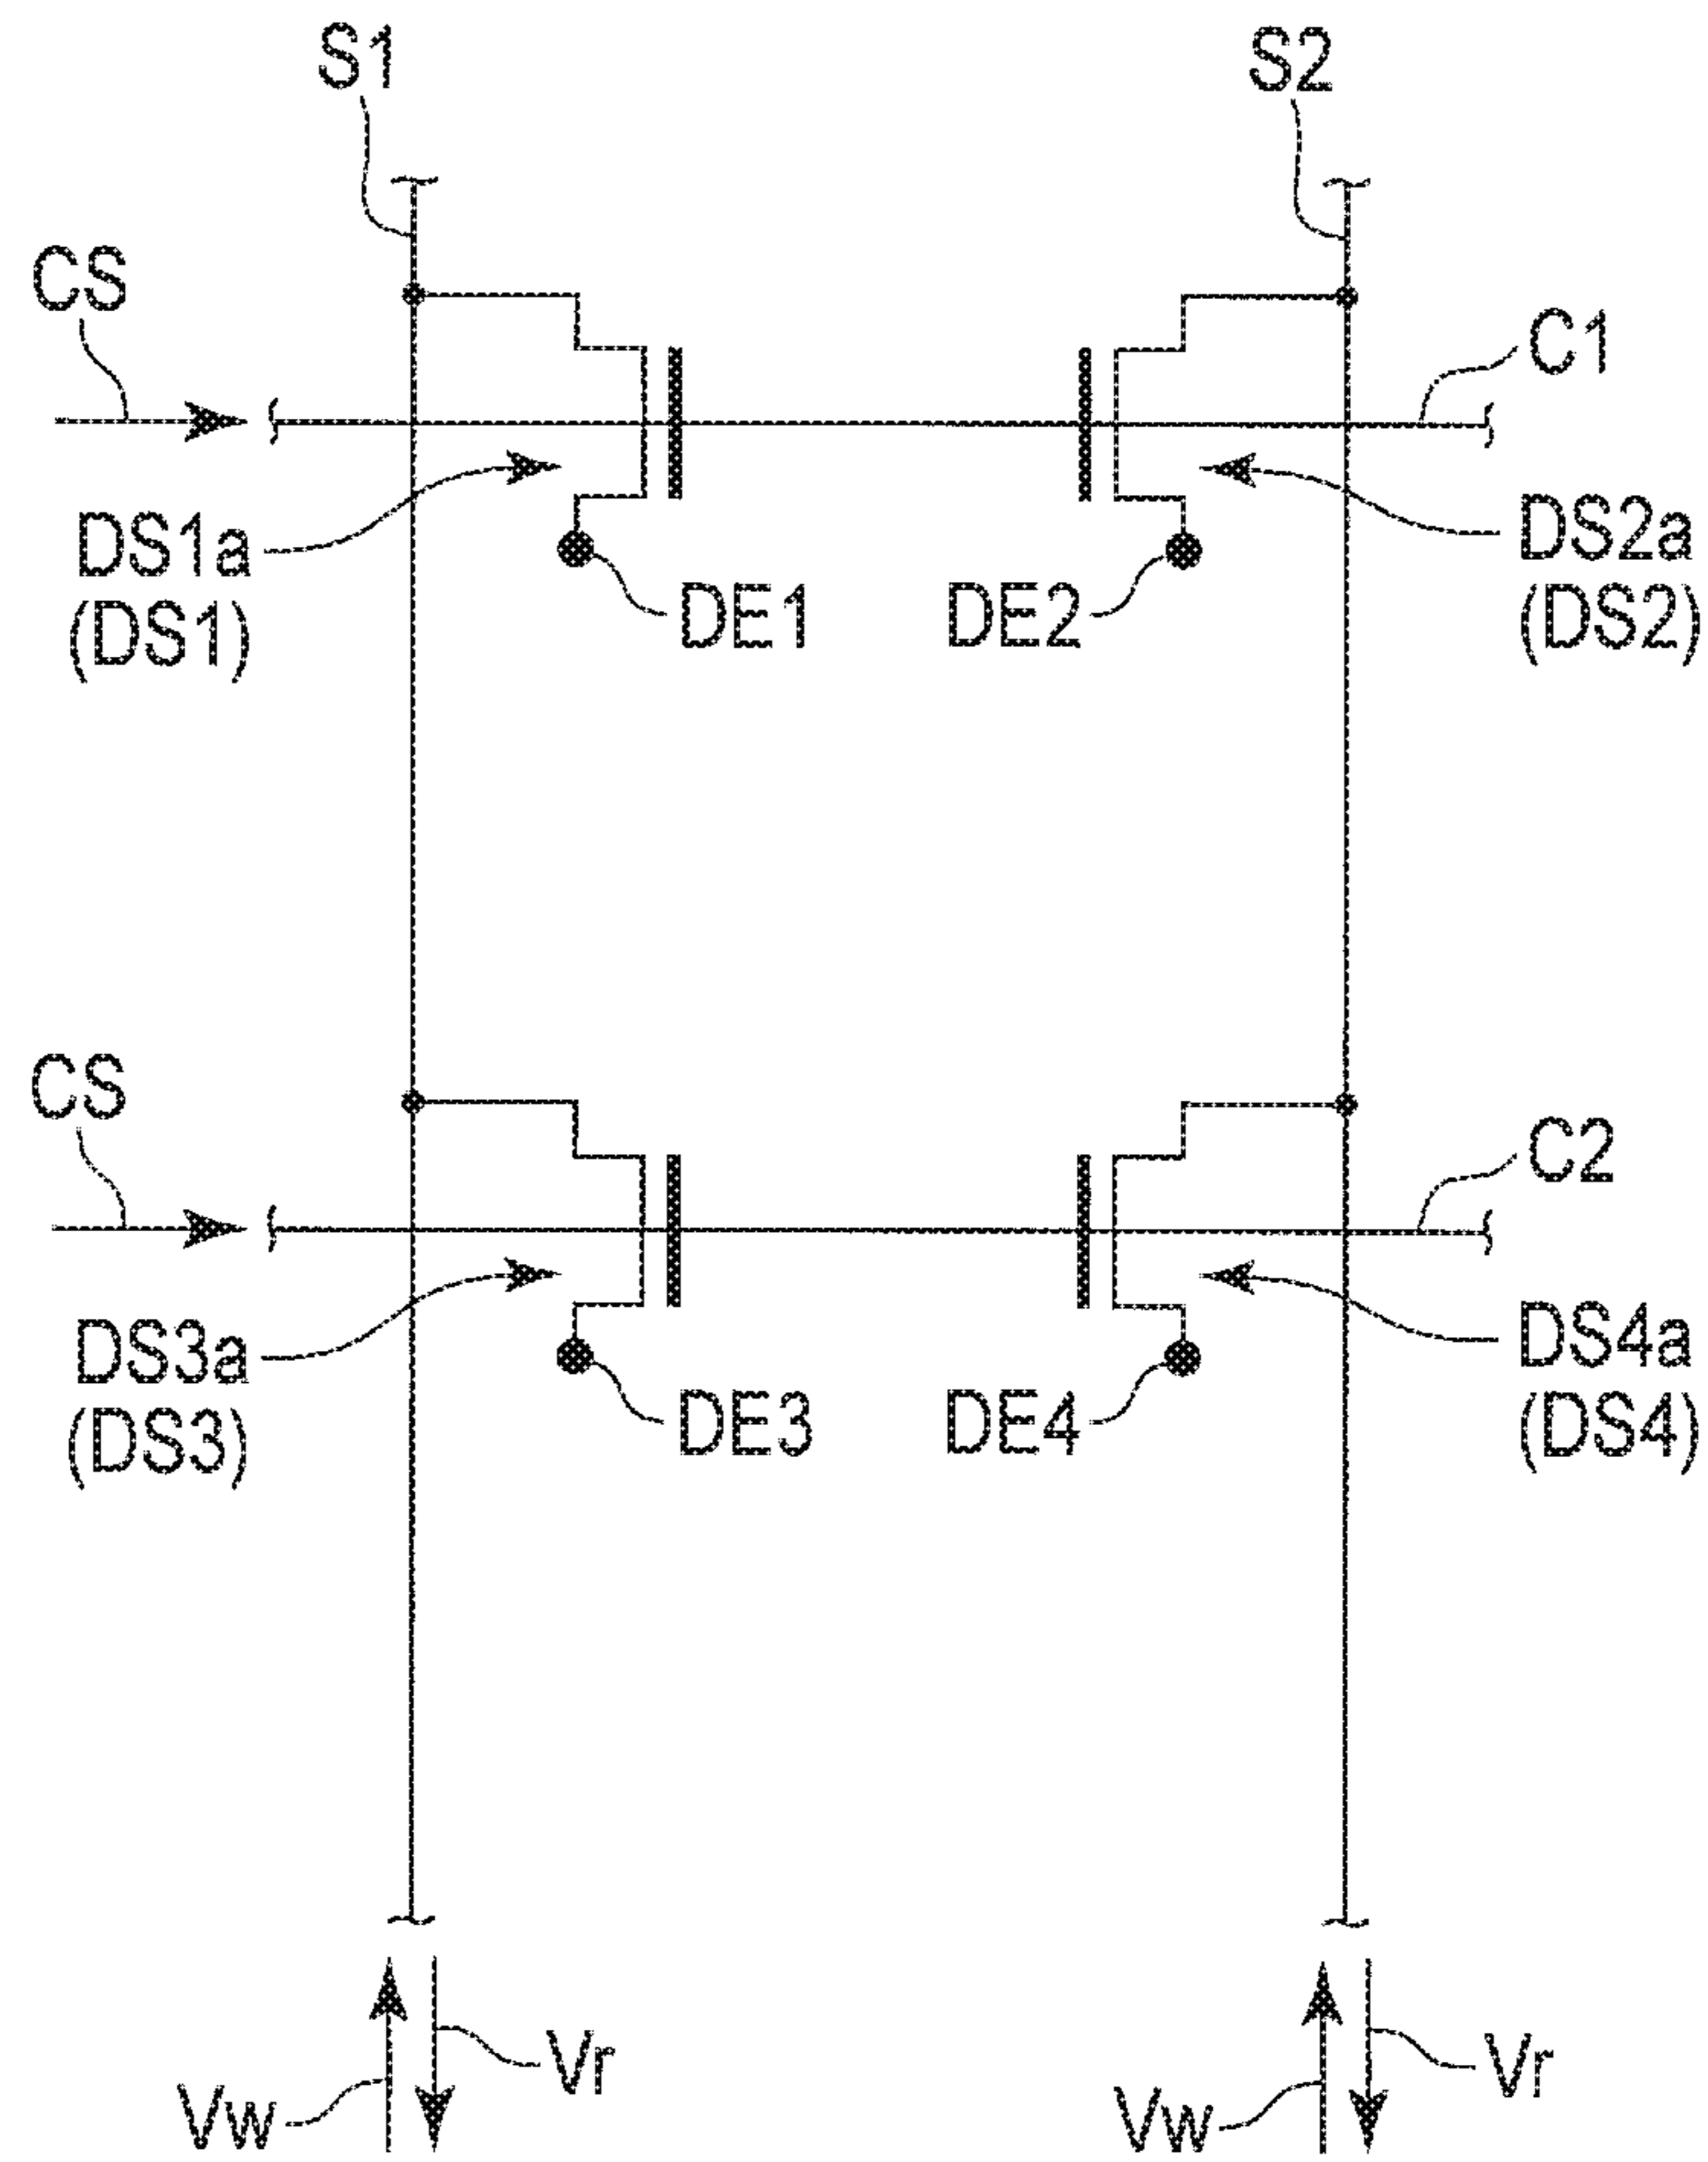 S1
S2
CS
C1
DS1a
(DS1)
DE1
DE2
DS2a
(DS2)
CS
C2
DS3a
(DS3)
DE3
DE4
DS4a
(DS4)
Vw
Vr
Vw
Vr